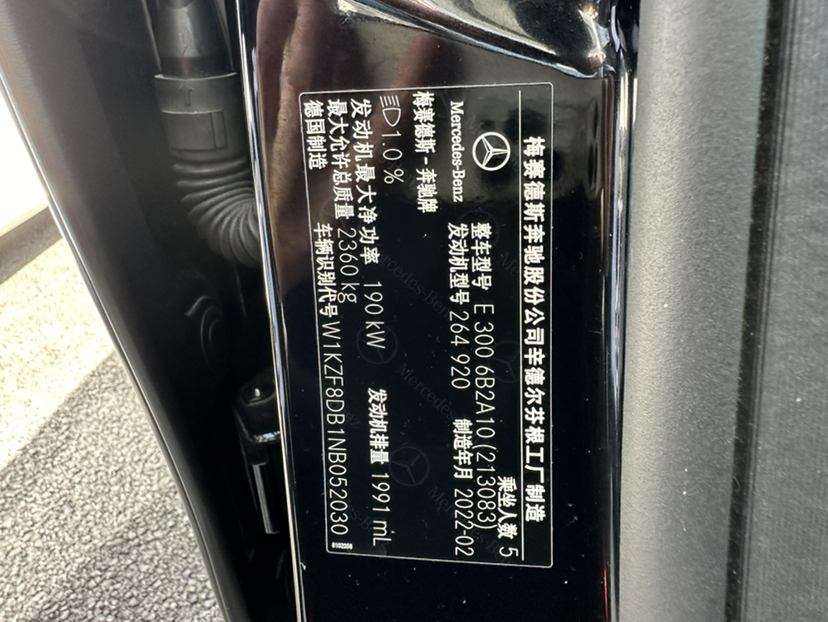 梅赛德斯奔驰股份公司辛德尔芬根工厂制造
Mercedes-Benz
梅赛德斯-奔驰牌
乘坐人数 5
整车型号 E 300 6B2A10 (213083)
发动机型号 264 920
制造年月 2022-02
1.0 %
发动机最大净功率 190 kW
发动机排量 1991 mL
最大允许总质量 2360 kg
德国制造
车辆识别代号 W1KZF8DB1NB052030